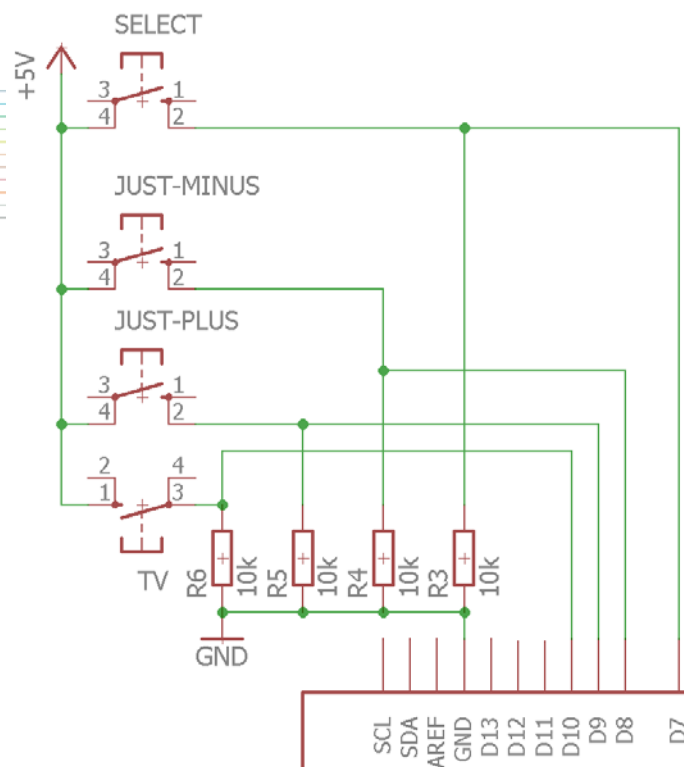 SELECT
+5V
3 1
4 2
JUST-MINUS
3 1
4 2
JUST-PLUS
3 1
4 2
2 4
1 3
TV
R6 10k R5 10k R4 10k R3 10k
GND
SCL SDA AREF GND D13 D12 D11 D10 D9 D8 D7